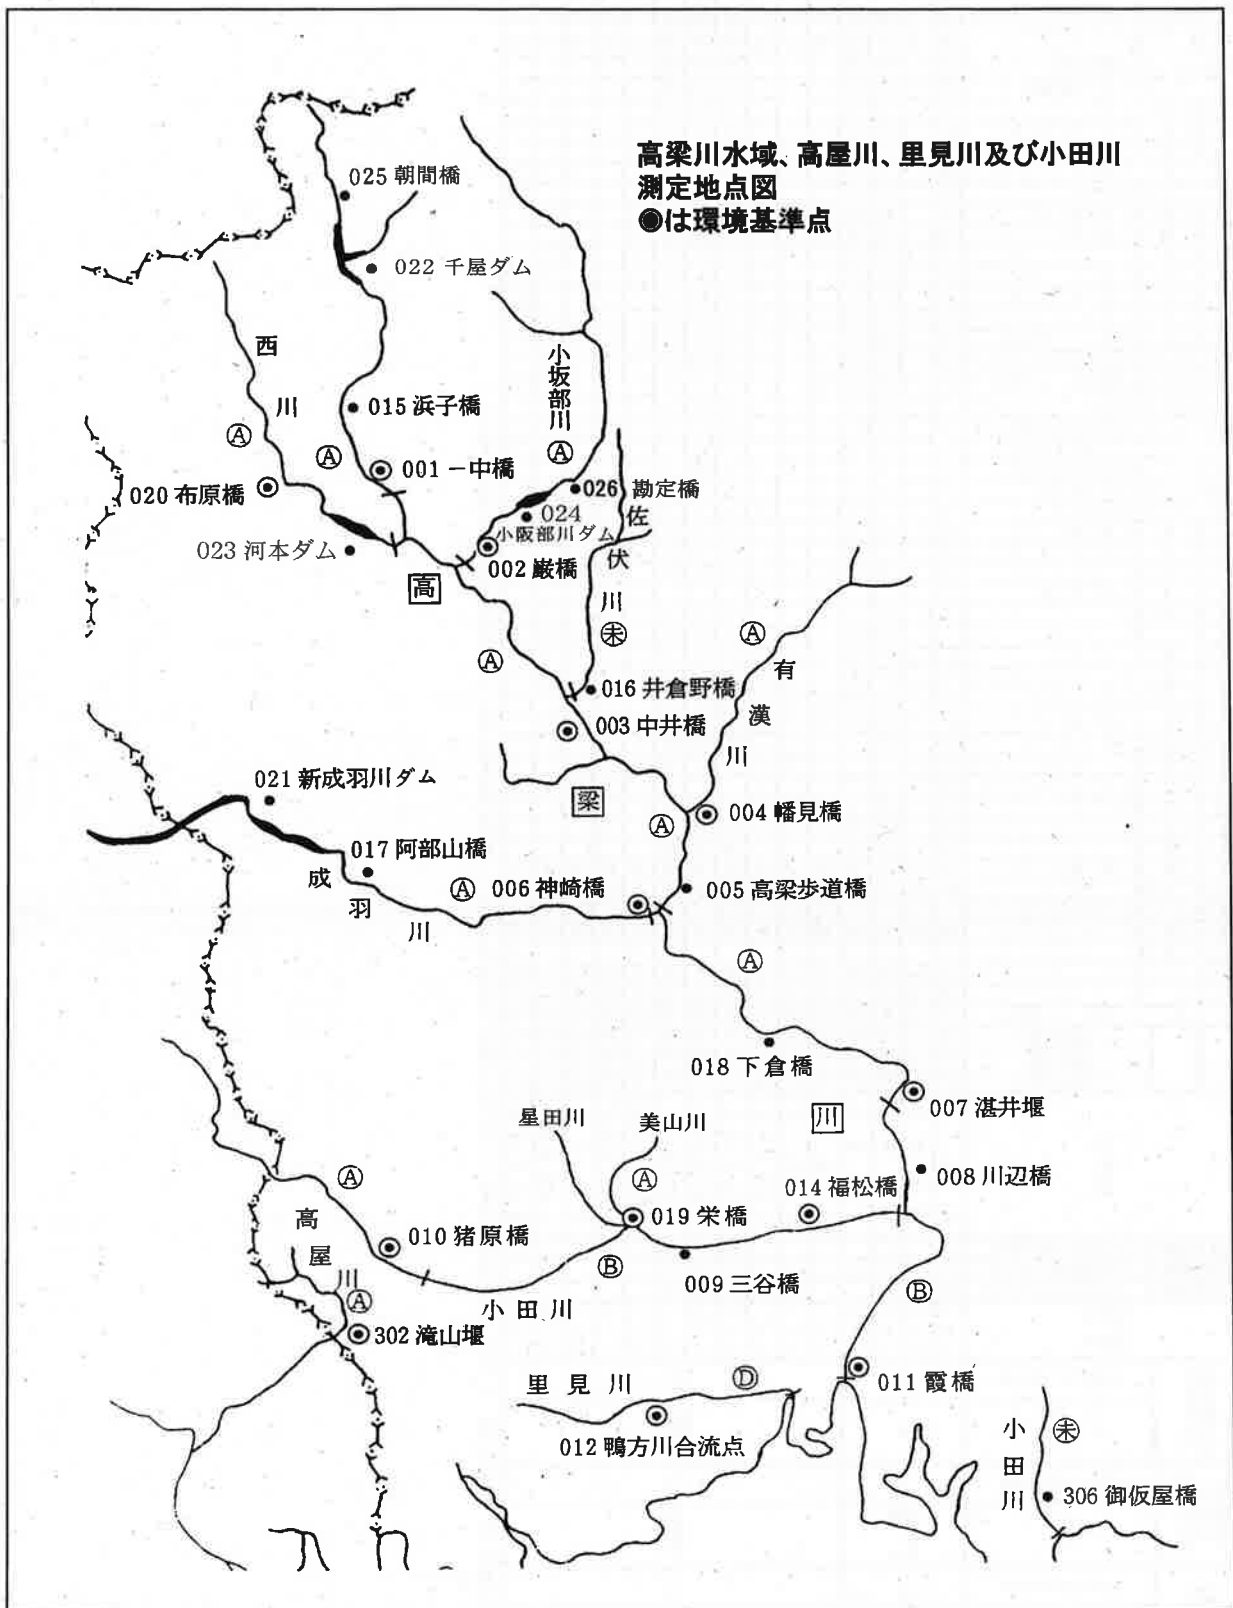 高梁川水域、高屋川、里見川及び小田川
測定地点図
◉は環境基準点
025 朝間橋
022 千屋ダム
西川
小坂部川
015 浜子橋
Ⓐ
Ⓐ
Ⓐ
001 一中橋
020 布原橋
026 勘定橋
024
小阪部川ダム
佐伏川
023 河本ダム
002 巌橋
高
㊍
Ⓐ
Ⓐ
有漢川
016 井倉野橋
003 中井橋
021 新成羽川ダム
梁
004 幡見橋
Ⓐ
017 阿部山橋
成羽川
Ⓐ
006 神崎橋
005 高梁歩道橋
Ⓐ
018 下倉橋
007 湛井堰
星田川
美山川
川
008 川辺橋
Ⓐ
Ⓐ
014 福松橋
高屋川
010 猪原橋
019 栄橋
Ⓑ
009 三谷橋
Ⓑ
Ⓐ
小田川
302 滝山堰
里見川
Ⓓ
011 霞橋
012 鴨方川合流点
小田川
未
306 御仮屋橋